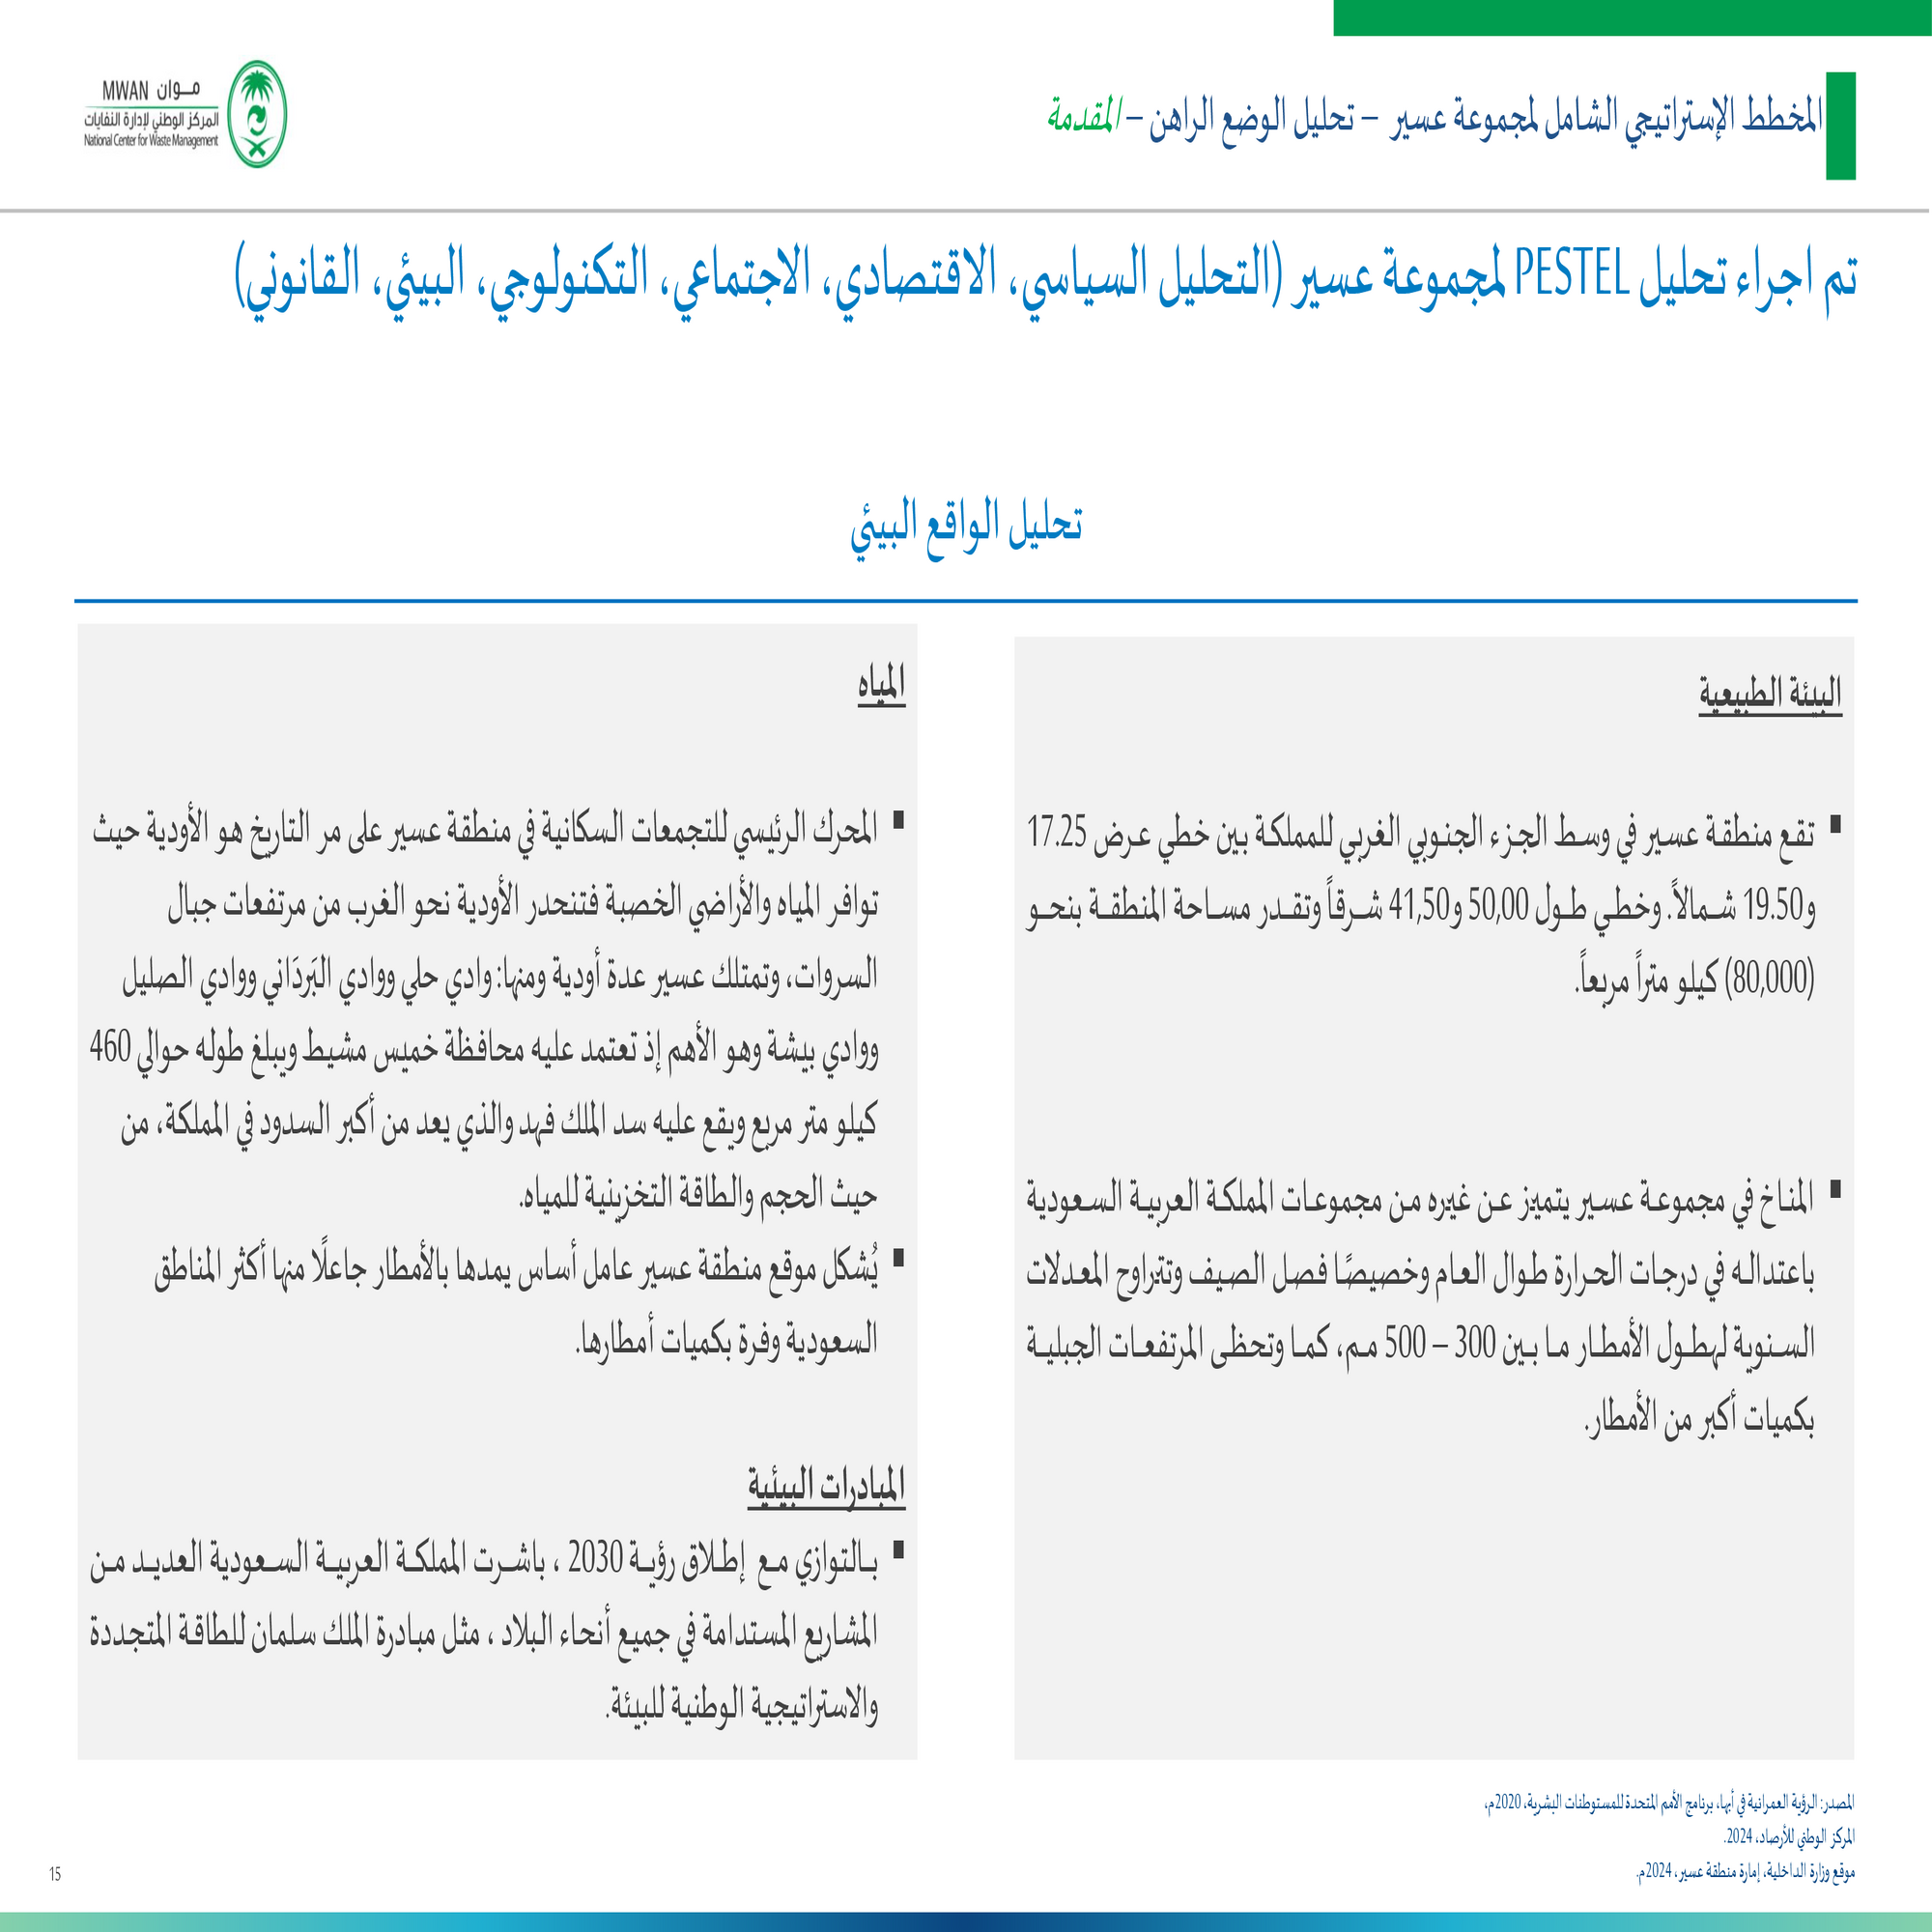 المخطط الإستراتيجي الشامل لمجموعة عسير – تحليل الوضع الراهن – المقدمة
موان MWAN
المركز الوطني لإدارة النفايات
National Center for Waste Management
تم اجراء تحليل PESTEL لمجموعة عسير (التحليل السياسي، الاقتصادي، الاجتماعي، التكنولوجي، البيئي، القانوني)
تحليل الواقع البيئي
البيئة الطبيعية
▪ تقع منطقة عسير في وسط الجزء الجنوبي الغربي للمملكة بين خطي عرض 17.25
و19.50 شمالاً. وخطي طول 50,00 و41,50 شرقاً وتقدر مساحة المنطقة بنحو
(80,000) كيلو متراً مربعاً.
▪ المناخ في مجموعة عسير يتميز عن غيره من مجموعات المملكة العربية السعودية
باعتداله في درجات الحرارة طوال العام وخصيصًا فصل الصيف وتتراوح المعدلات
السنوية لهطول الأمطار ما بين 300 – 500 مم، كما وتحظى المرتفعات الجبلية
بكميات أكبر من الأمطار.
المياه
▪ المحرك الرئيسي للتجمعات السكانية في منطقة عسير على مر التاريخ هو الأودية حيث
توافر المياه والأراضي الخصبة فتنحدر الأودية نحو الغرب من مرتفعات جبال
السروات، وتمتلك عسير عدة أودية ومنها: وادي حلي ووادي البَردَاني ووادي الصليل
ووادي بيشة وهو الأهم إذ تعتمد عليه محافظة خميس مشيط ويبلغ طوله حوالي 460
كيلو متر مربع ويقع عليه سد الملك فهد والذي يعد من أكبر السدود في المملكة، من
حيث الحجم والطاقة التخزينية للمياه.
▪ يُشكل موقع منطقة عسير عامل أساس يمدها بالأمطار جاعلًا منها أكثر المناطق
السعودية وفرة بكميات أمطارها.
المبادرات البيئية
▪ بالتوازي مع إطلاق رؤية 2030 ، باشرت المملكة العربية السعودية العديد من
المشاريع المستدامة في جميع أنحاء البلاد ، مثل مبادرة الملك سلمان للطاقة المتجددة
والاستراتيجية الوطنية للبيئة.
المصدر: الرؤية العمرانية في أبها، برنامج الأمم المتحدة للمستوطنات البشرية، 2020م،
المركز الوطني للأرصاد، 2024.
موقع وزارة الداخلية، إمارة منطقة عسير، 2024م.
15